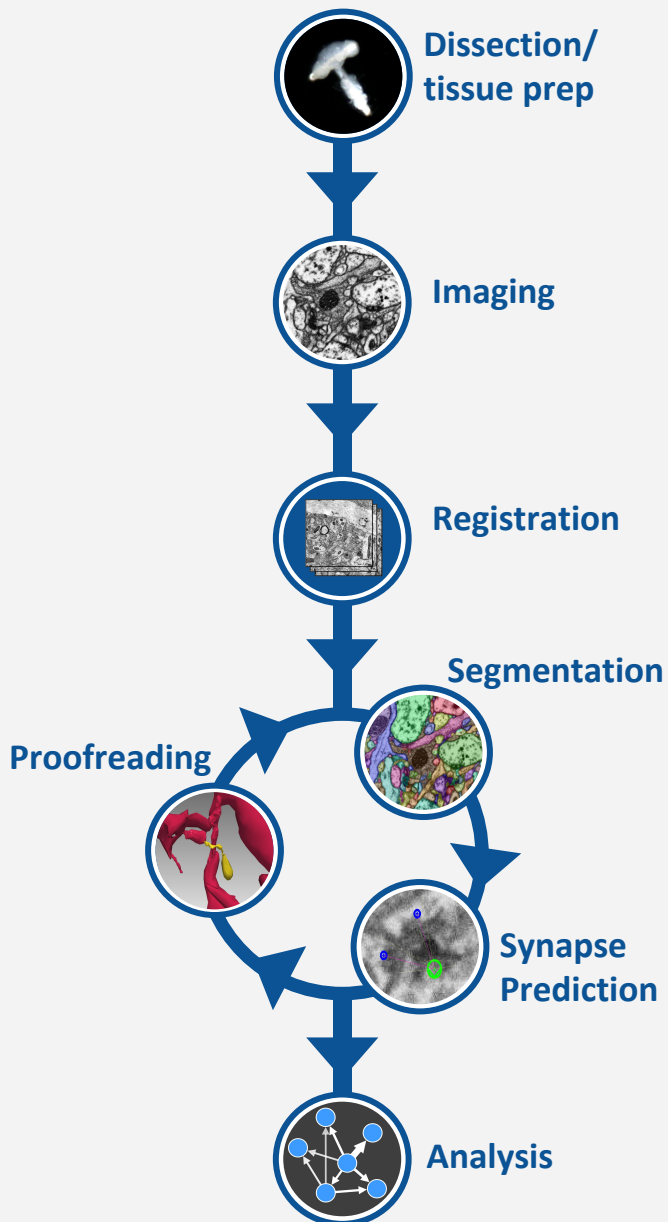 Dissection/
tissue prep
Imaging
Registration
Segmentation
Proofreading
Synapse
Prediction
Analysis